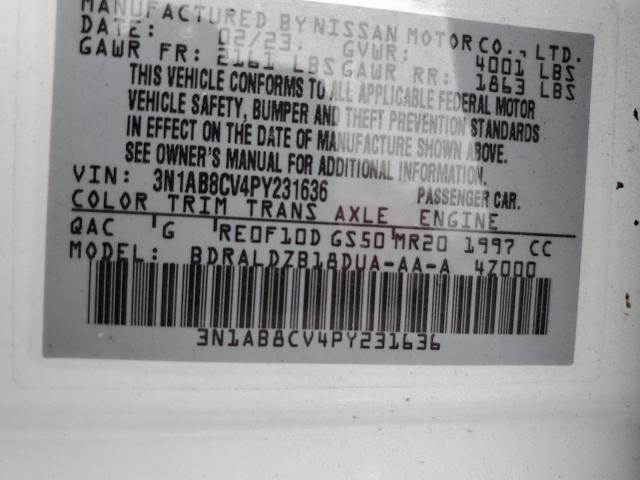 MANUFACTURED BY NISSAN MOTOR CO., LTD.
DATE: 02/23. GVWR: 4001 LBS
GAWR FR: 2161 LBS GAWR RR: 1863 LBS
THIS VEHICLE CONFORMS TO ALL APPLICABLE FEDERAL MOTOR
VEHICLE SAFETY, BUMPER AND THEFT PREVENTION STANDARDS
IN EFFECT ON THE DATE OF MANUFACTURE SHOWN ABOVE.
SEE OWNER'S MANUAL FOR ADDITIONAL INFORMATION.
VIN: 3N1AB8CV4PY231636 PASSENGER CAR.
COLOR TRIM TRANS AXLE ENGINE
QAC G RE0F10D GS50 MR20 1997 CC
MODEL: BDRALDZB18DUA-AA-A 4Z000
3N1AB8CV4PY231636